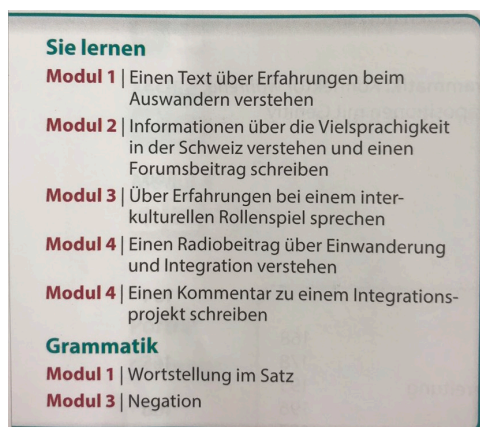 Sie lernen
Modul 1 | Einen Text über Erfahrungen beim
Auswandern verstehen
Modul 2 | Informationen über die Vielsprachigkeit
in der Schweiz verstehen und einen
Forumsbeitrag schreiben
Modul 3 | Über Erfahrungen bei einem inter-
kulturellen Rollenspiel sprechen
Modul 4 | Einen Radiobeitrag über Einwanderung
und Integration verstehen
Modul 4 | Einen Kommentar zu einem Integrations-
projekt schreiben
Grammatik
Modul 1 | Wortstellung im Satz
Modul 3 | Negation